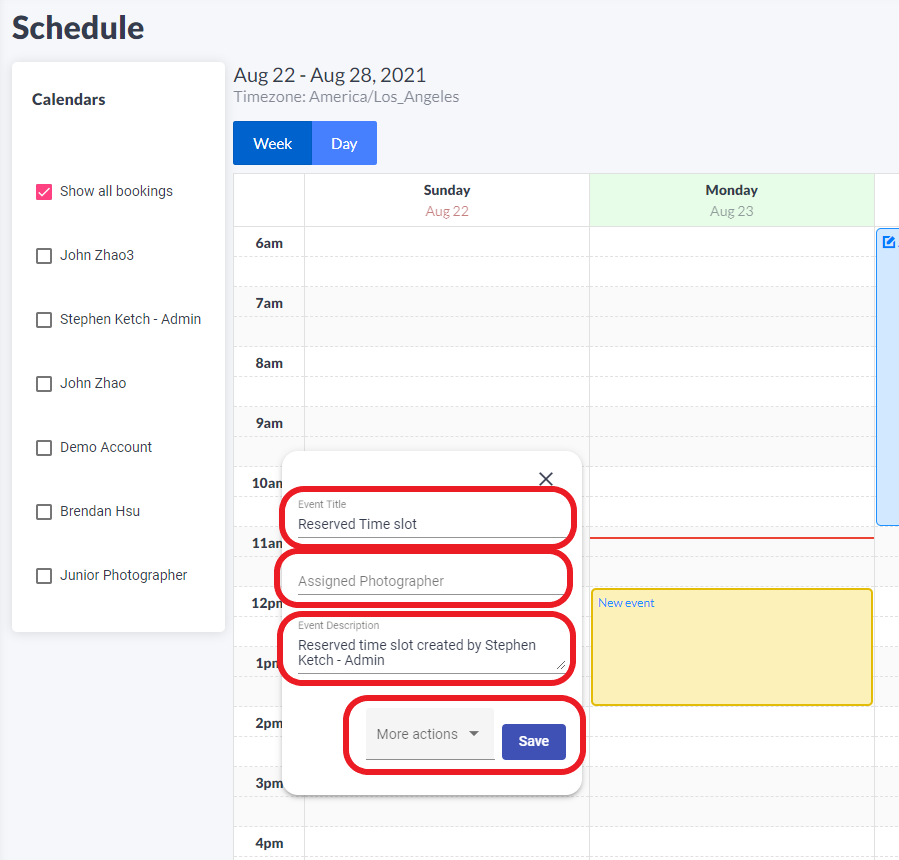 Schedule
Calendars
Show all bookings
John Zhao3
Stephen Ketch - Admin
John Zhao
Demo Account
Brendan Hsu
Junior Photographer
Aug 22 - Aug 28, 2021
Timezone: America/Los_Angeles
Week Day
Sunday Monday
Aug 22 Aug 23
6am
7am
8am
9am
10am
11am
12pm
1pm
2pm
3pm
4pm
Event Title
Reserved Time slot
Assigned Photographer
Event Description
Reserved time slot created by Stephen
Ketch - Admin
More actions Save
New event